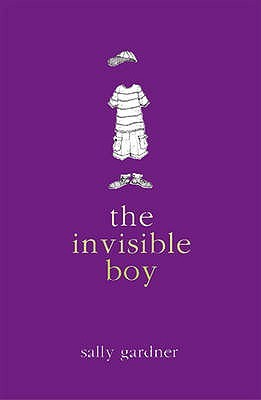 the
invisible
boy
sally gardner